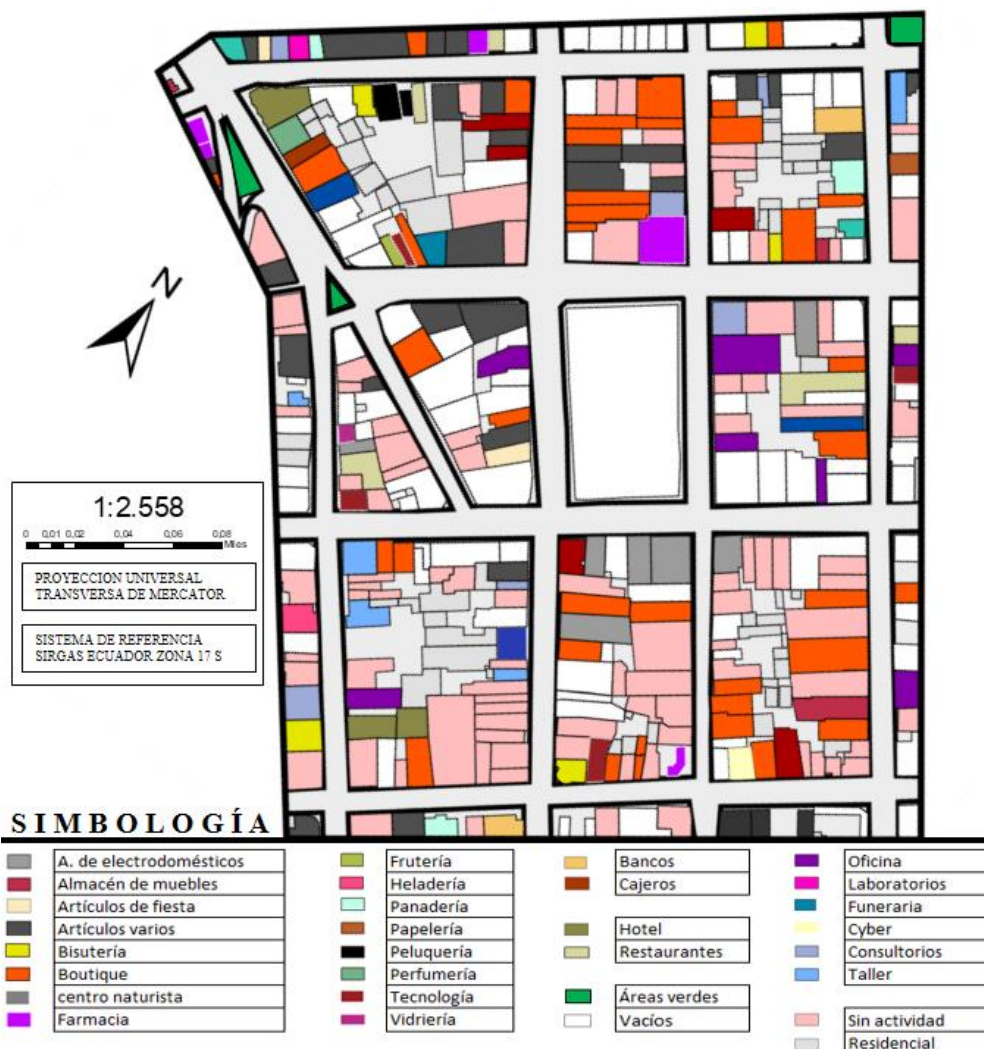 N
1:2.558
0 0,01 0,02 0,04 0,06 0,08
Miles
PROYECCION UNIVERSAL
TRANSVERSA DE MERCATOR
SISTEMA DE REFERENCIA
SIRGAS ECUADOR ZONA 17 S
SIMBOLOGÍA
A. de electrodomésticos
Almacén de muebles
Artículos de fiesta
Artículos varios
Bisutería
Boutique
centro naturista
Farmacia
Frutería
Heladería
Panadería
Papelería
Peluquería
Perfumería
Tecnología
Vidriería
Bancos
Cajeros
Hotel
Restaurantes
Áreas verdes
Vacíos
Oficina
Laboratorios
Funeraria
Cyber
Consultorios
Taller
Sin actividad
Residencial